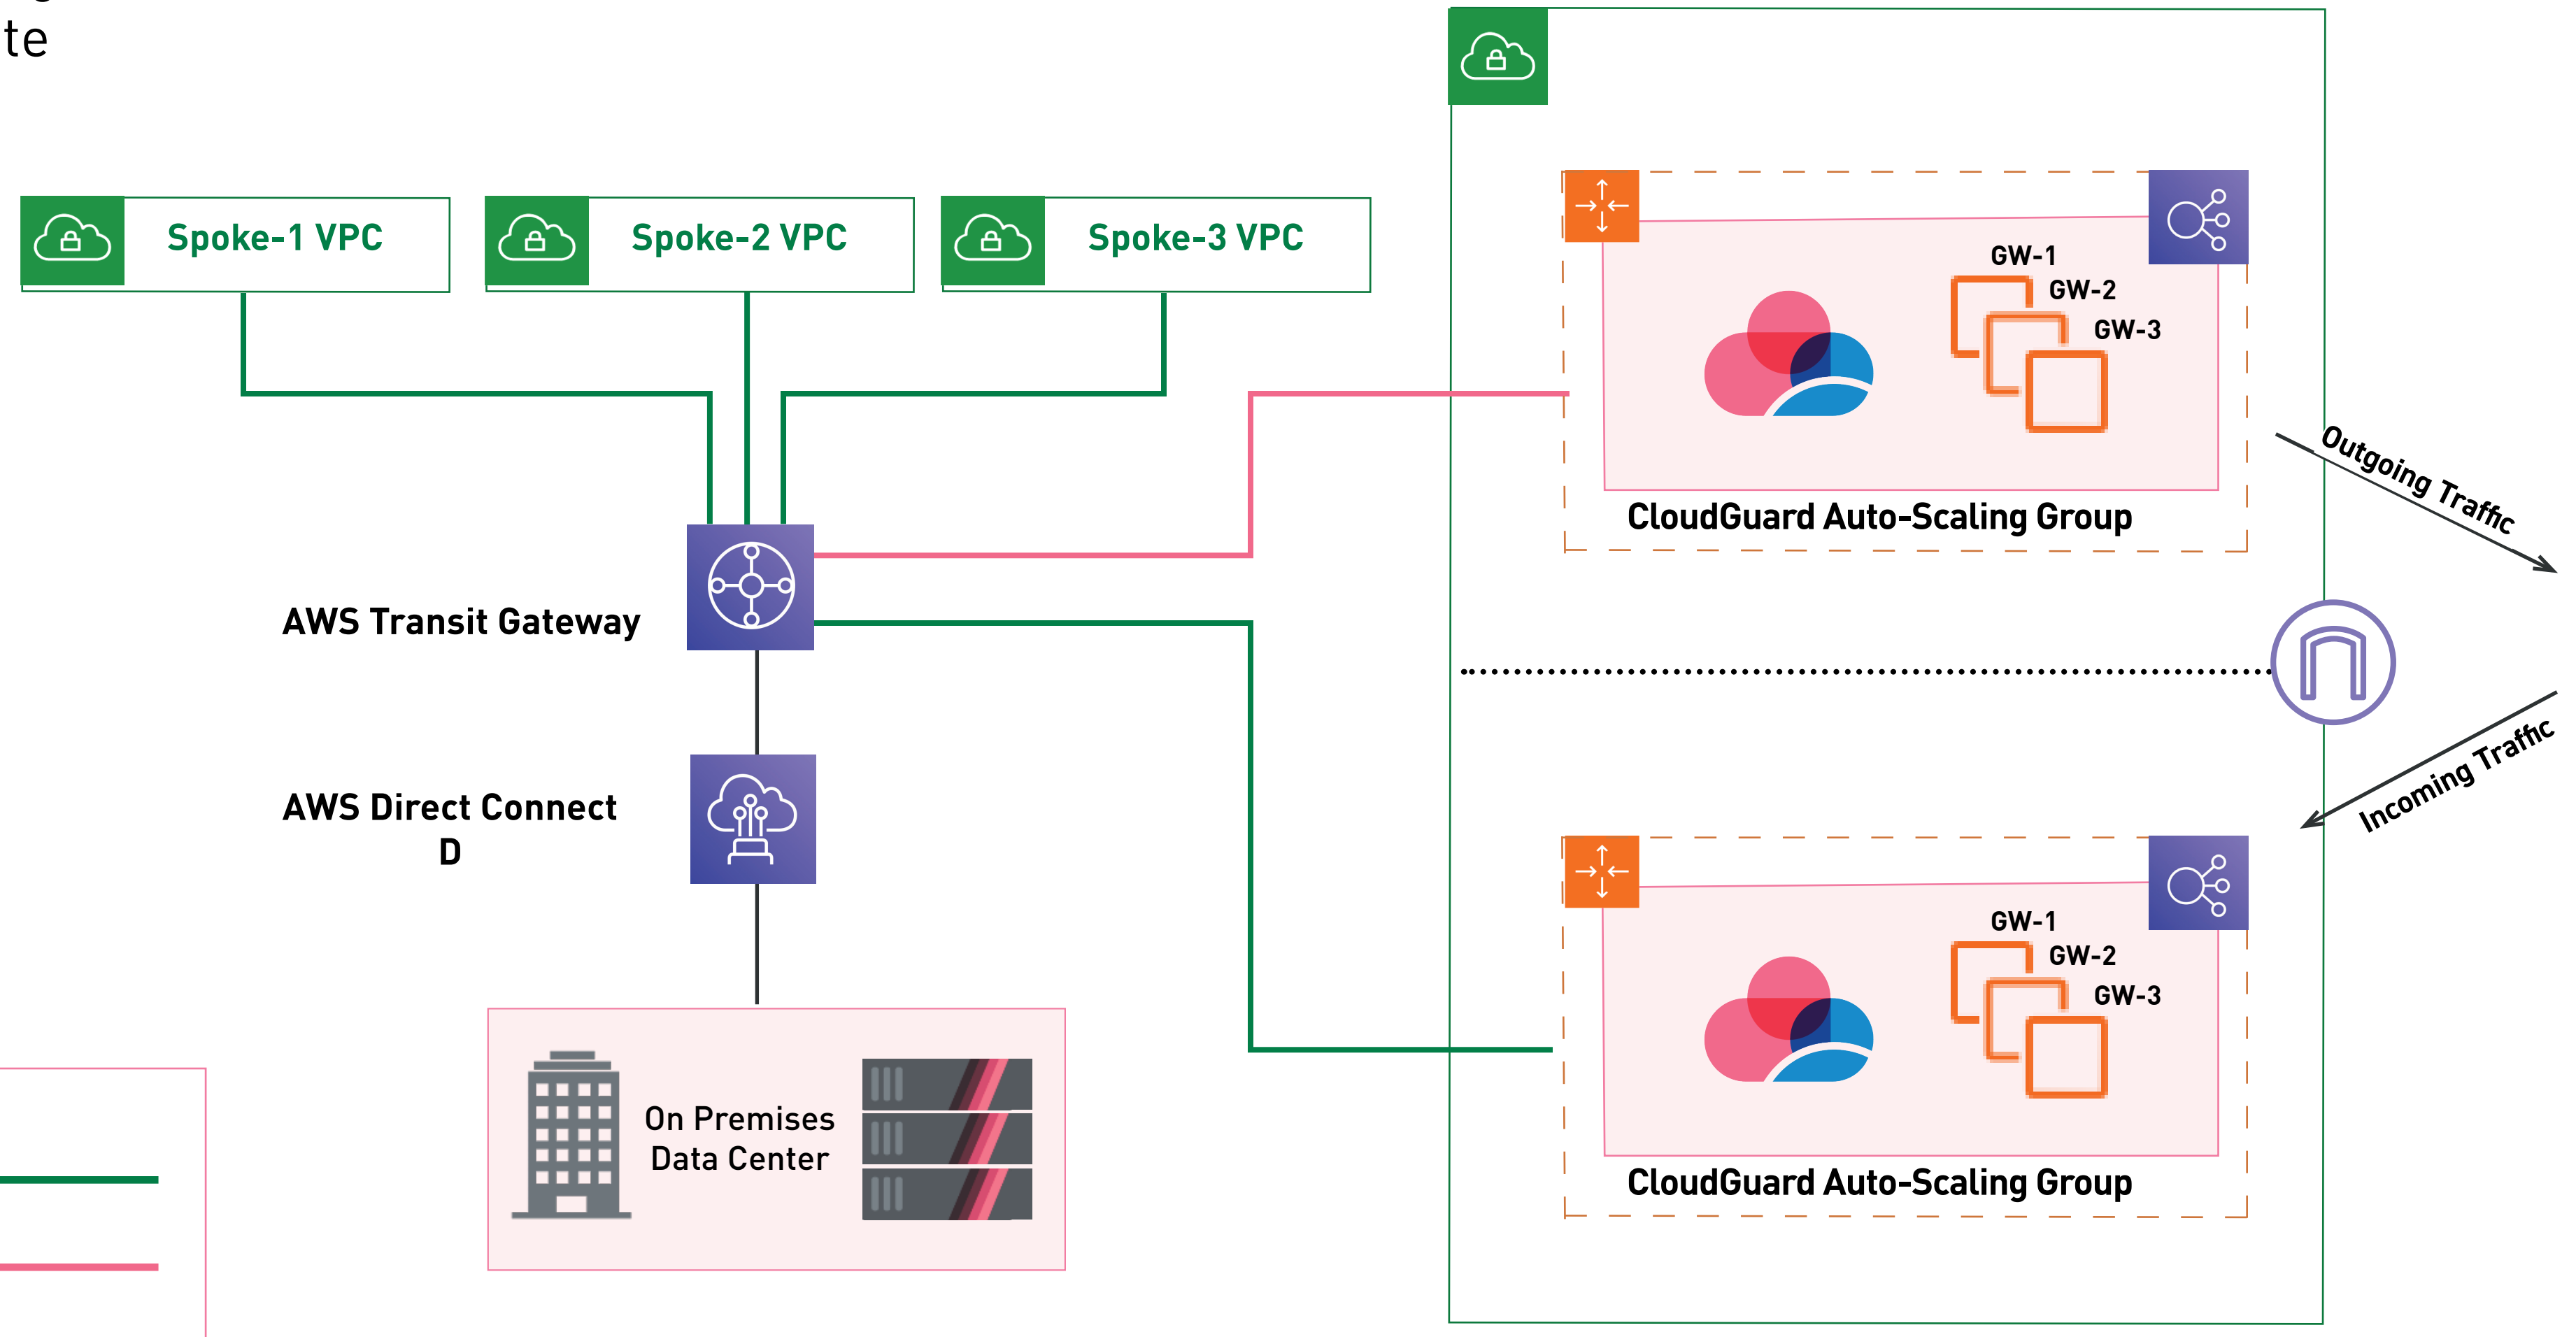 te
Spoke-1 VPC
Spoke-2 VPC
Spoke-3 VPC
GW-1
GW-2
GW-3
CloudGuard Auto-Scaling Group
Outgoing Traffic
AWS Transit Gateway
Incoming Traffic
AWS Direct Connect
D
GW-1
GW-2
GW-3
On Premises
Data Center
CloudGuard Auto-Scaling Group